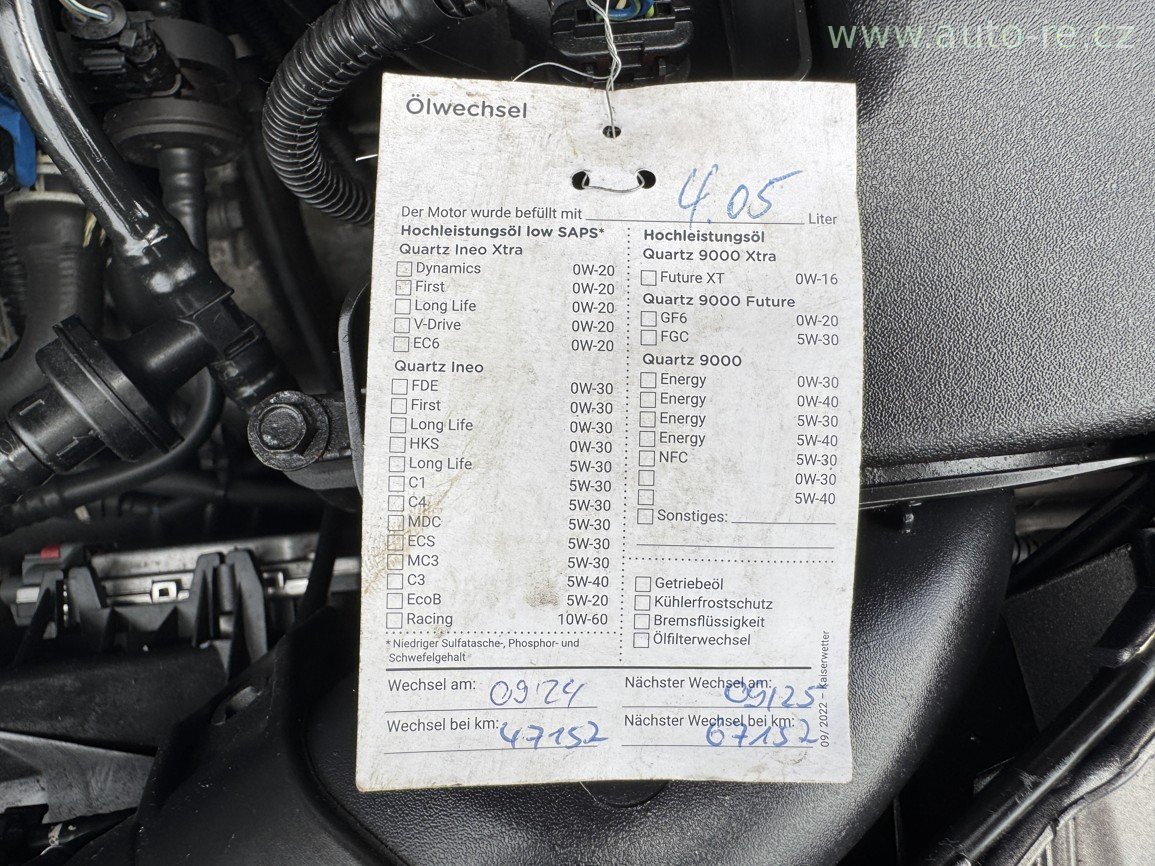 www.auto-re.cz
Ölwechsel
Der Motor wurde befüllt mit 4.05 Liter
Hochleistungsöl low SAPS*
Quartz Ineo Xtra
Dynamics 0W-20
First 0W-20
Long Life 0W-20
V-Drive 0W-20
EC6 0W-20
Quartz Ineo
FDE 0W-30
First 0W-30
Long Life 0W-30
HKS 0W-30
Long Life 5W-30
C1 5W-30
C4 5W-30
MDC 5W-30
ECS 5W-30
MC3 5W-30
C3 5W-40
EcoB 5W-20
Racing 10W-60
* Niedriger Sulfatasche-, Phosphor- und
Schwefelgehalt
Hochleistungsöl
Quartz 9000 Xtra
Future XT 0W-16
Quartz 9000 Future
GF6 0W-20
FGC 5W-30
Quartz 9000
Energy 0W-30
Energy 0W-40
Energy 5W-30
Energy 5W-40
NFC 5W-30
0W-30
5W-40
Sonstiges:
Getriebeöl
Kühlerfrostschutz
Bremsflüssigkeit
Ölfilterwechsel
Wechsel am: 09/24
Nächster Wechsel am: 09/25
Wechsel bei km: 47152
Nächster Wechsel bei km: 67152
09/2022 – kaiserwetter